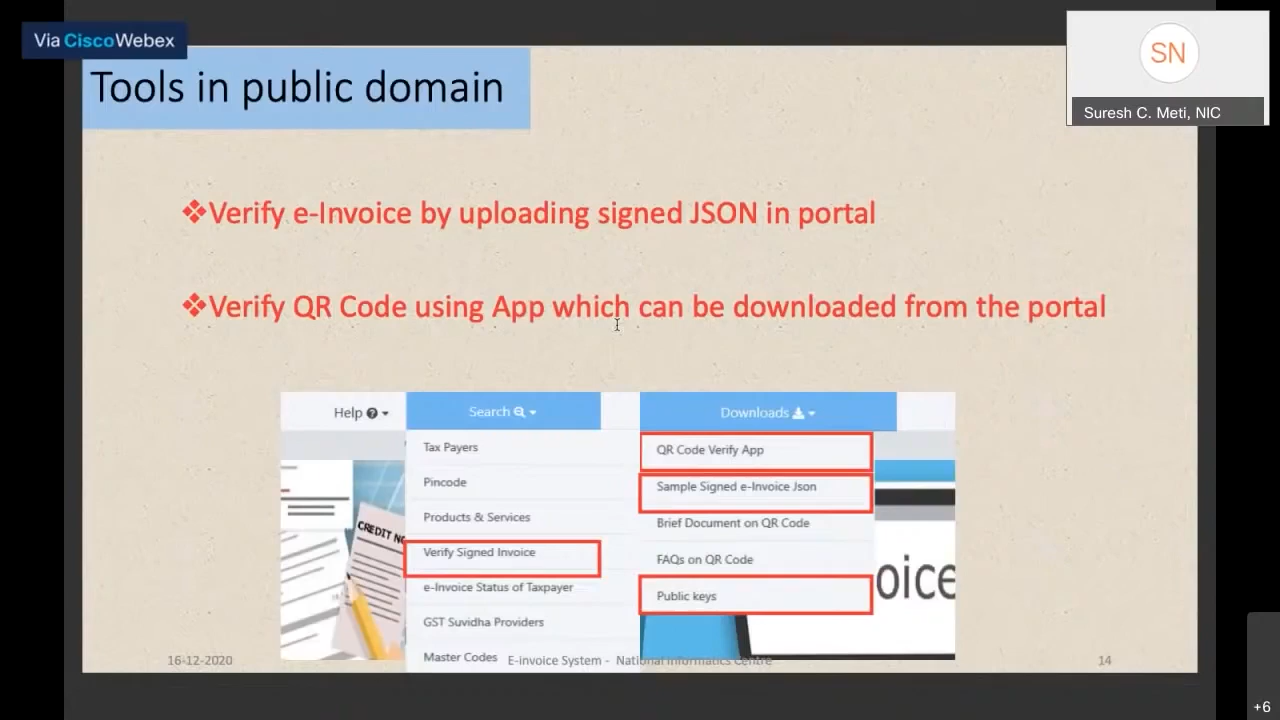 Via Cisco Webex
SN
Suresh C. Meti, NIC
Tools in public domain
❖Verify e-Invoice by uploading signed JSON in portal
❖Verify QR Code using App which can be downloaded from the portal
Help
Search
Tax Payers
Pincode
Products & Services
Verify Signed Invoice
e-Invoice Status of Taxpayer
GST Suvidha Providers
Master Codes
Downloads
QR Code Verify App
Sample Signed e-Invoice Json
Brief Document on QR Code
FAQs on QR Code
Public keys
CREDIT NO
oice
16-12-2020
E-invoice System - National Informatics Centre
14
+6